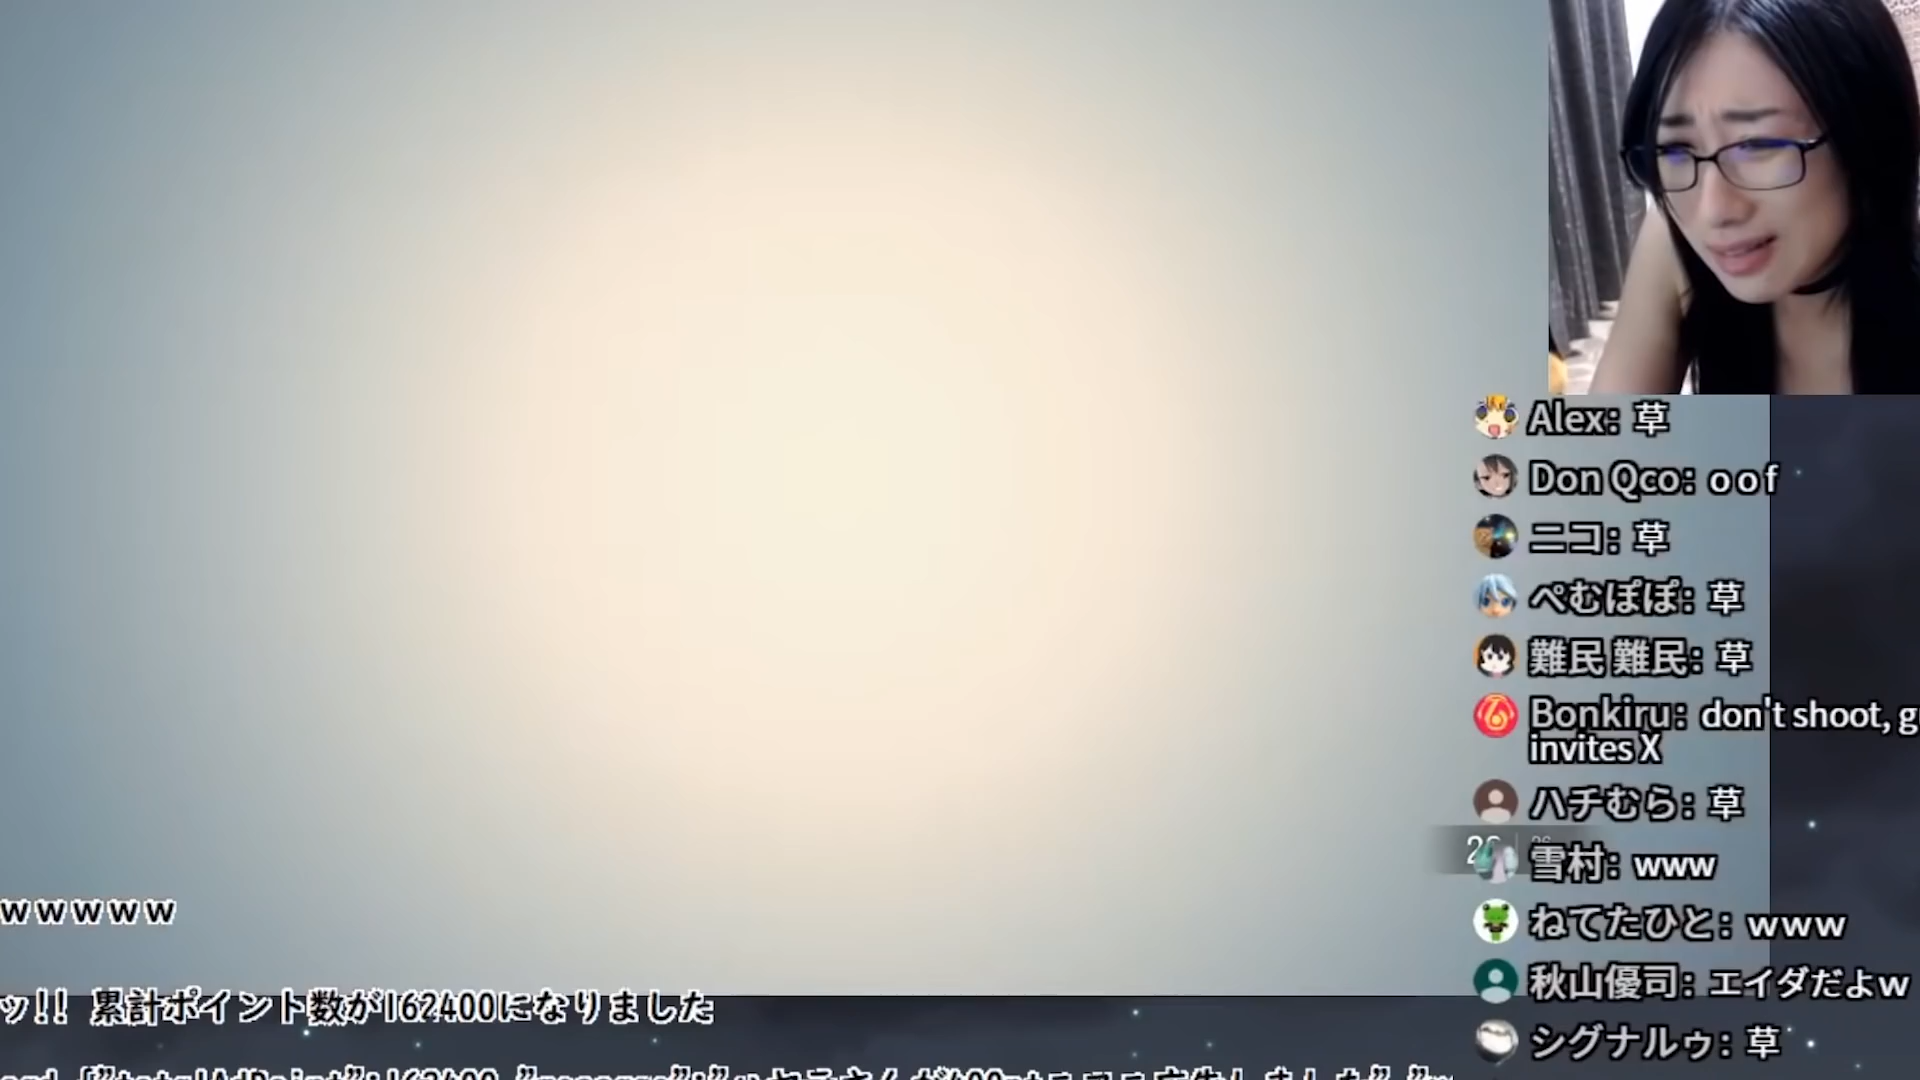 Alex: 草
Don Qco: oof
ニコ: 草
ぺむぽぽ: 草
難民 難民: 草
Bonkiru: don't shoot,
invites X
ハチむら: 草
雪村: www
ねてたひと: www
wwwww
秋山優司: エイダだよw
ッ!! 累計ポイント数が162400になりました
シグナルゥ: 草